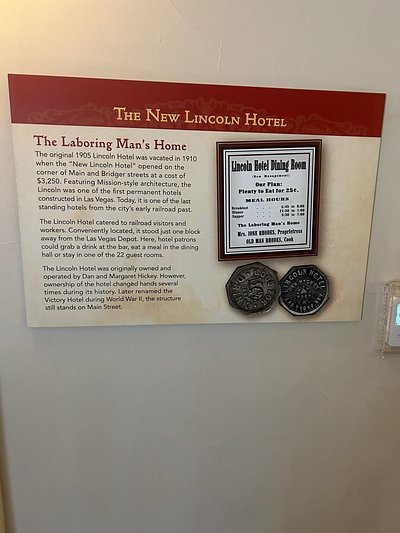 THE NEW LINCOLN HOTEL
The Laboring Man's Home
The original 1905 Lincoln Hotel was vacated in 1910
when the "New Lincoln Hotel" opened on the
corner of Main and Bridger streets at a cost of
$3,250. Featuring Mission-style architecture, the
Lincoln was one of the first permanent hotels
constructed in Las Vegas. Today, it is one of the last
standing hotels from the city's early railroad past.
The Lincoln Hotel catered to railroad visitors and
workers. Conveniently located, it stood just one block
away from the Las Vegas Depot. Here, hotel patrons
could grab a drink at the bar, eat a meal in the dining
hall or stay in one of the 22 guest rooms.
The Lincoln Hotel was originally owned and
operated by Dan and Margaret Hickey. However,
ownership of the hotel changed hands several
times during its history. Later renamed the
Victory Hotel during World War II, the structure
still stands on Main Street.
Lincoln Hotel Dining Room
(New Management)
Our Plan:
Plenty to Eat for 25¢.
MEAL HOURS
Breakfast
Dinner
Supper
The Laboring Man's Home
Mrs. JOHN RHODES, Proprietress
OLD MAN RHODES, Cook
LINCOLN HOTEL